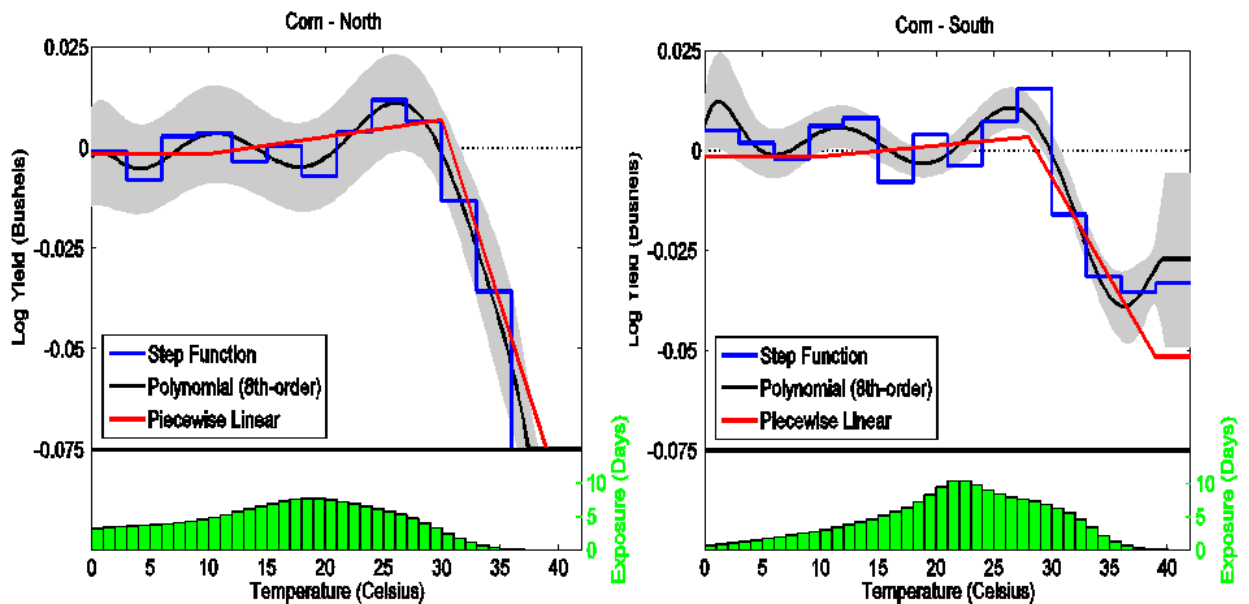 Corn - North
0.025
0
-0.025
-0.05
-0.075
Log Yield (Bushels)
Step Function
Polynomial (8th-order)
Piecewise Linear
10
5
0
Exposure (Days)
0 5 10 15 20 25 30 35 40
Temperature (Celsius)
Corn - South
0.025
0
-0.025
-0.05
-0.075
Log Yield (Bushels)
Step Function
Polynomial (8th-order)
Piecewise Linear
10
5
0
Exposure (Days)
0 5 10 15 20 25 30 35 40
Temperature (Celsius)